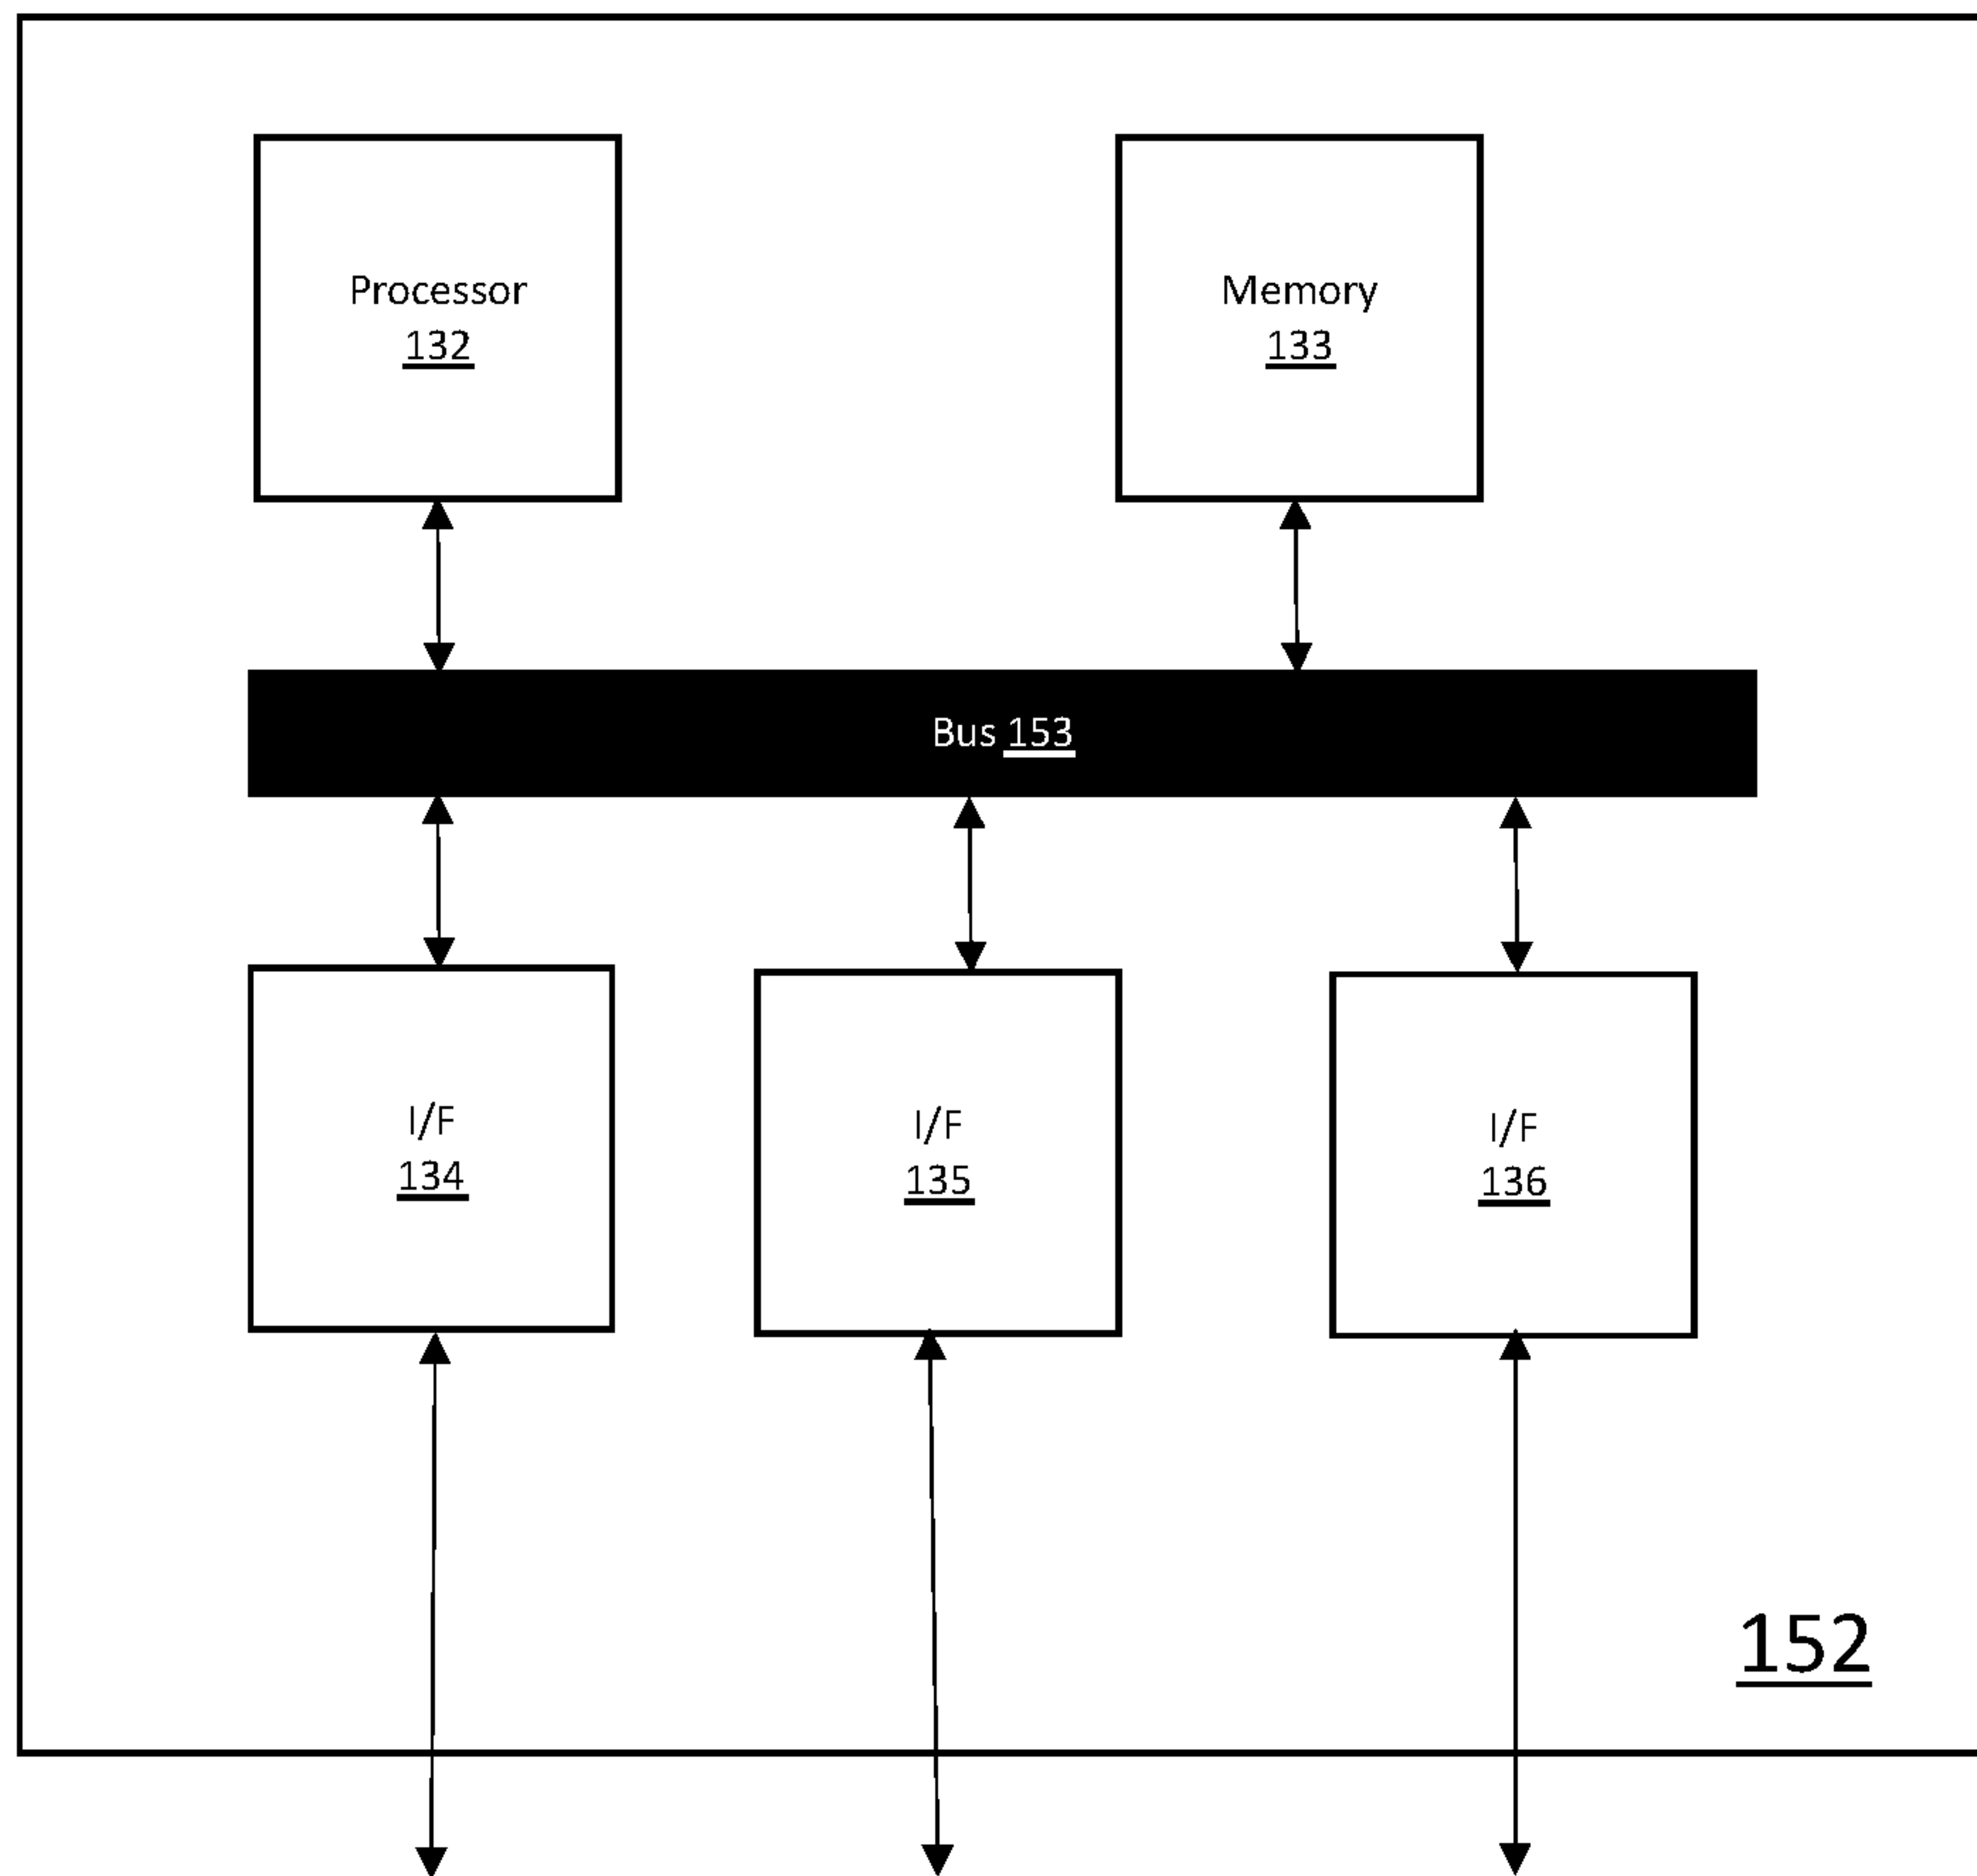 Processor
132
Memory
133
Bus 153
I/F
134
I/F
135
I/F
136
152